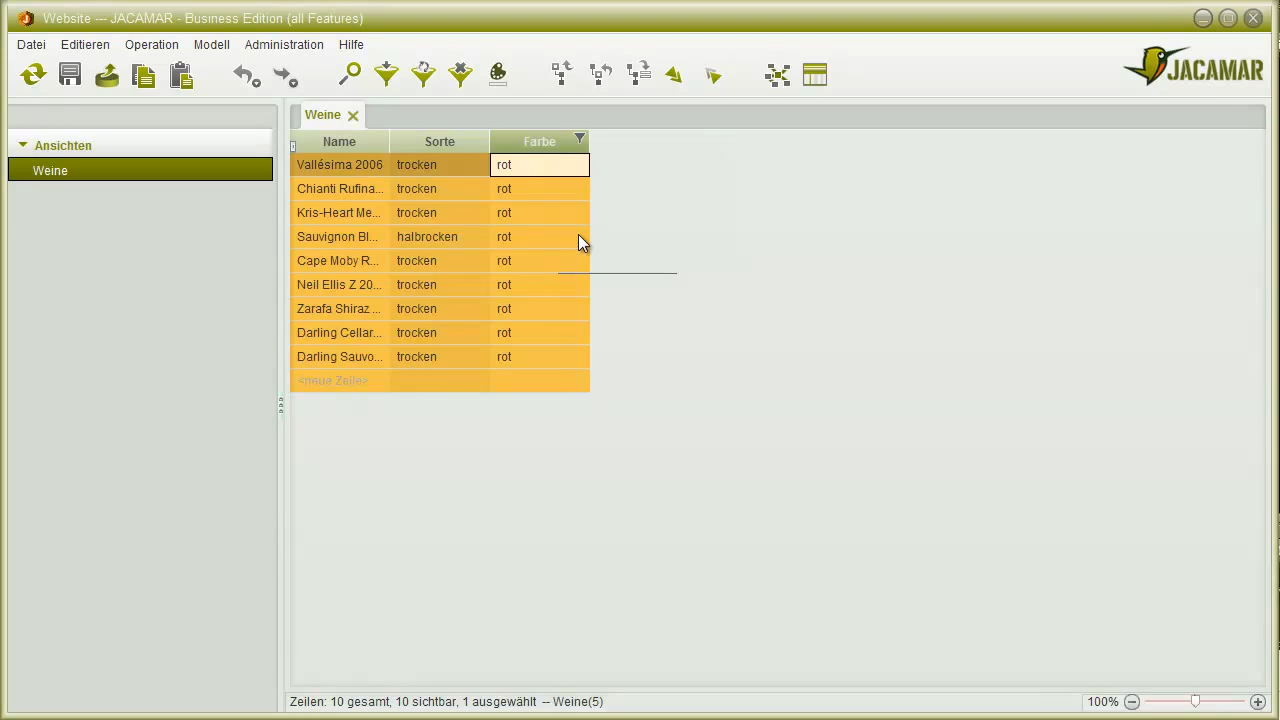 Website --- JACAMAR - Business Edition (all Features)
Datei Editieren Operation Modell Administration Hilfe
JACAMAR
Ansichten
Weine
Weine
Name Sorte Farbe
Vallésima 2006 trocken rot
Chianti Rufina... trocken rot
Kris-Heart Me... trocken rot
Sauvignon Bl... halbrocken rot
Cape Moby R... trocken rot
Neil Ellis Z 20... trocken rot
Zarafa Shiraz ... trocken rot
Darling Cellar... trocken rot
Darling Sauvo... trocken rot
<neue Zeile>
Zeilen: 10 gesamt, 10 sichtbar, 1 ausgewählt -- Weine(5) 100%